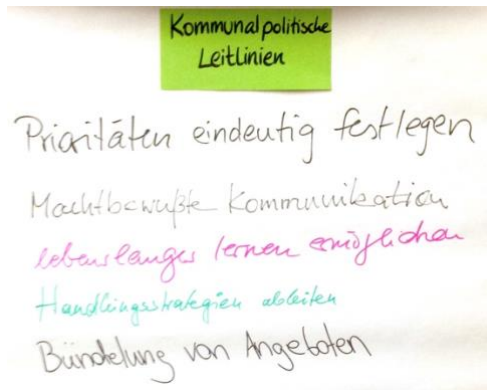 Kommunalpolitische
Leitlinien
Prioritäten eindeutig festlegen
Machtbewußte Kommunikation
lebenslanges lernen ermöglichen
Handlungsstrategien ableiten
Bündelung von Angeboten